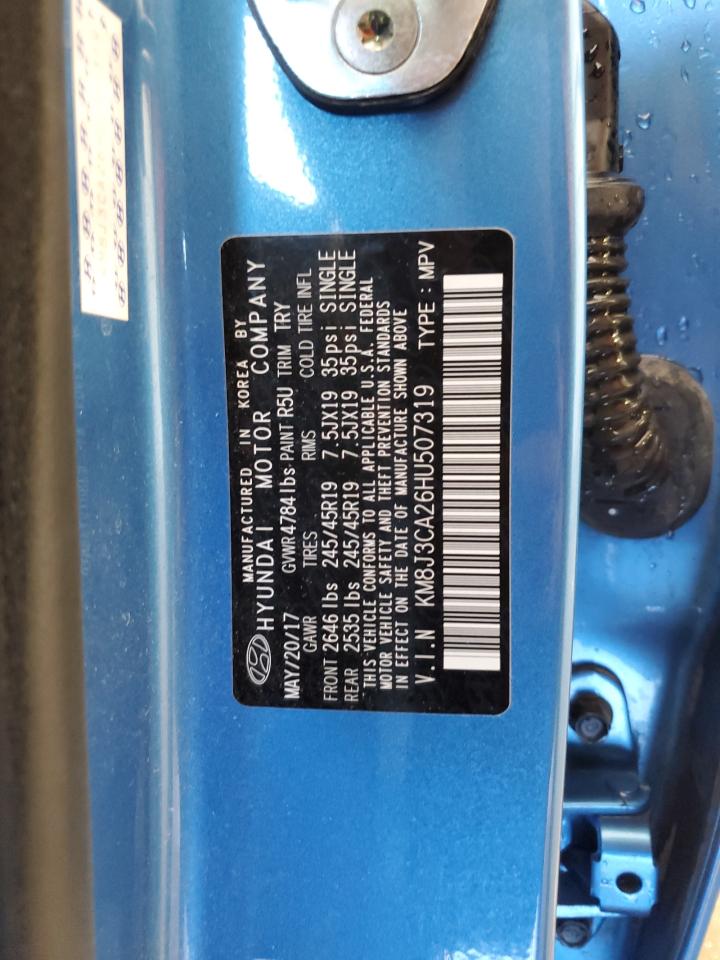 MANUFACTURED IN KOREA BY
HYUNDAI MOTOR COMPANY
MAY/20/17 GVWR 4784 lbs PAINT R5U TRIM TRY
GAWR TIRES RIMS COLD TIRE INFL
FRONT 2646 lbs 245/45R19 7.5JX19 35psi SINGLE
REAR 2535 lbs 245/45R19 7.5JX19 35psi SINGLE
THIS VEHICLE CONFORMS TO ALL APPLICABLE U.S.A. FEDERAL
MOTOR VEHICLE SAFETY AND THEFT PREVENTION STANDARDS
IN EFFECT ON THE DATE OF MANUFACTURE SHOWN ABOVE
V.I.N KM8J3CA26HU507319 TYPE : MPV